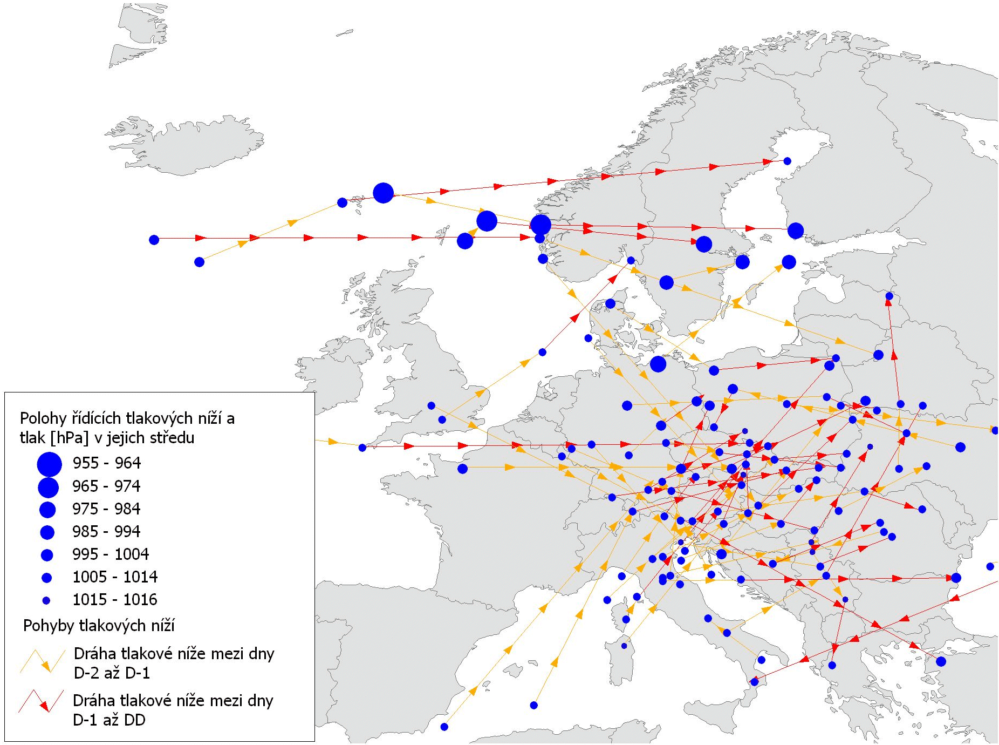 Polohy řídících tlakových níží a
tlak [hPa] v jejich středu
955 - 964
965 - 974
975 - 984
985 - 994
995 - 1004
1005 - 1014
1015 - 1016
Pohyby tlakových níží
Dráha tlakové níže mezi dny
D-2 až D-1
Dráha tlakové níže mezi dny
D-1 až DD